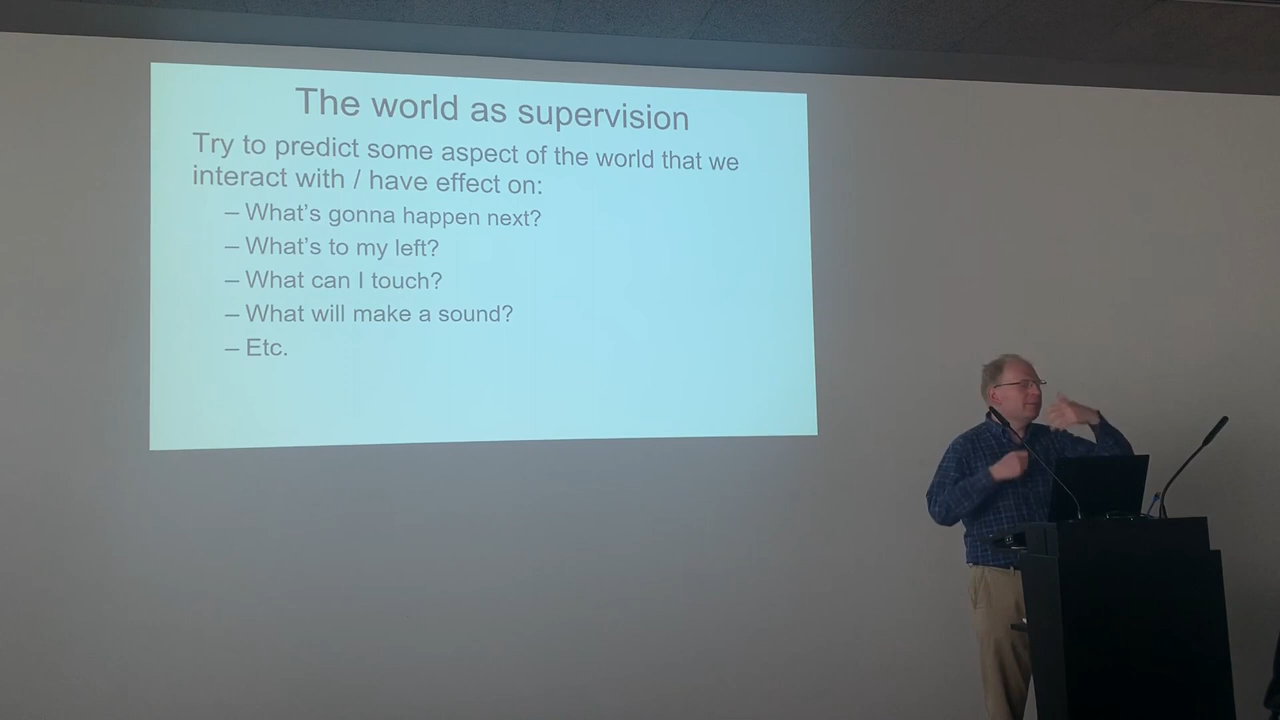 The world as supervision
Try to predict some aspect of the world that we
interact with / have effect on:
– What's gonna happen next?
– What's to my left?
– What can I touch?
– What will make a sound?
– Etc.